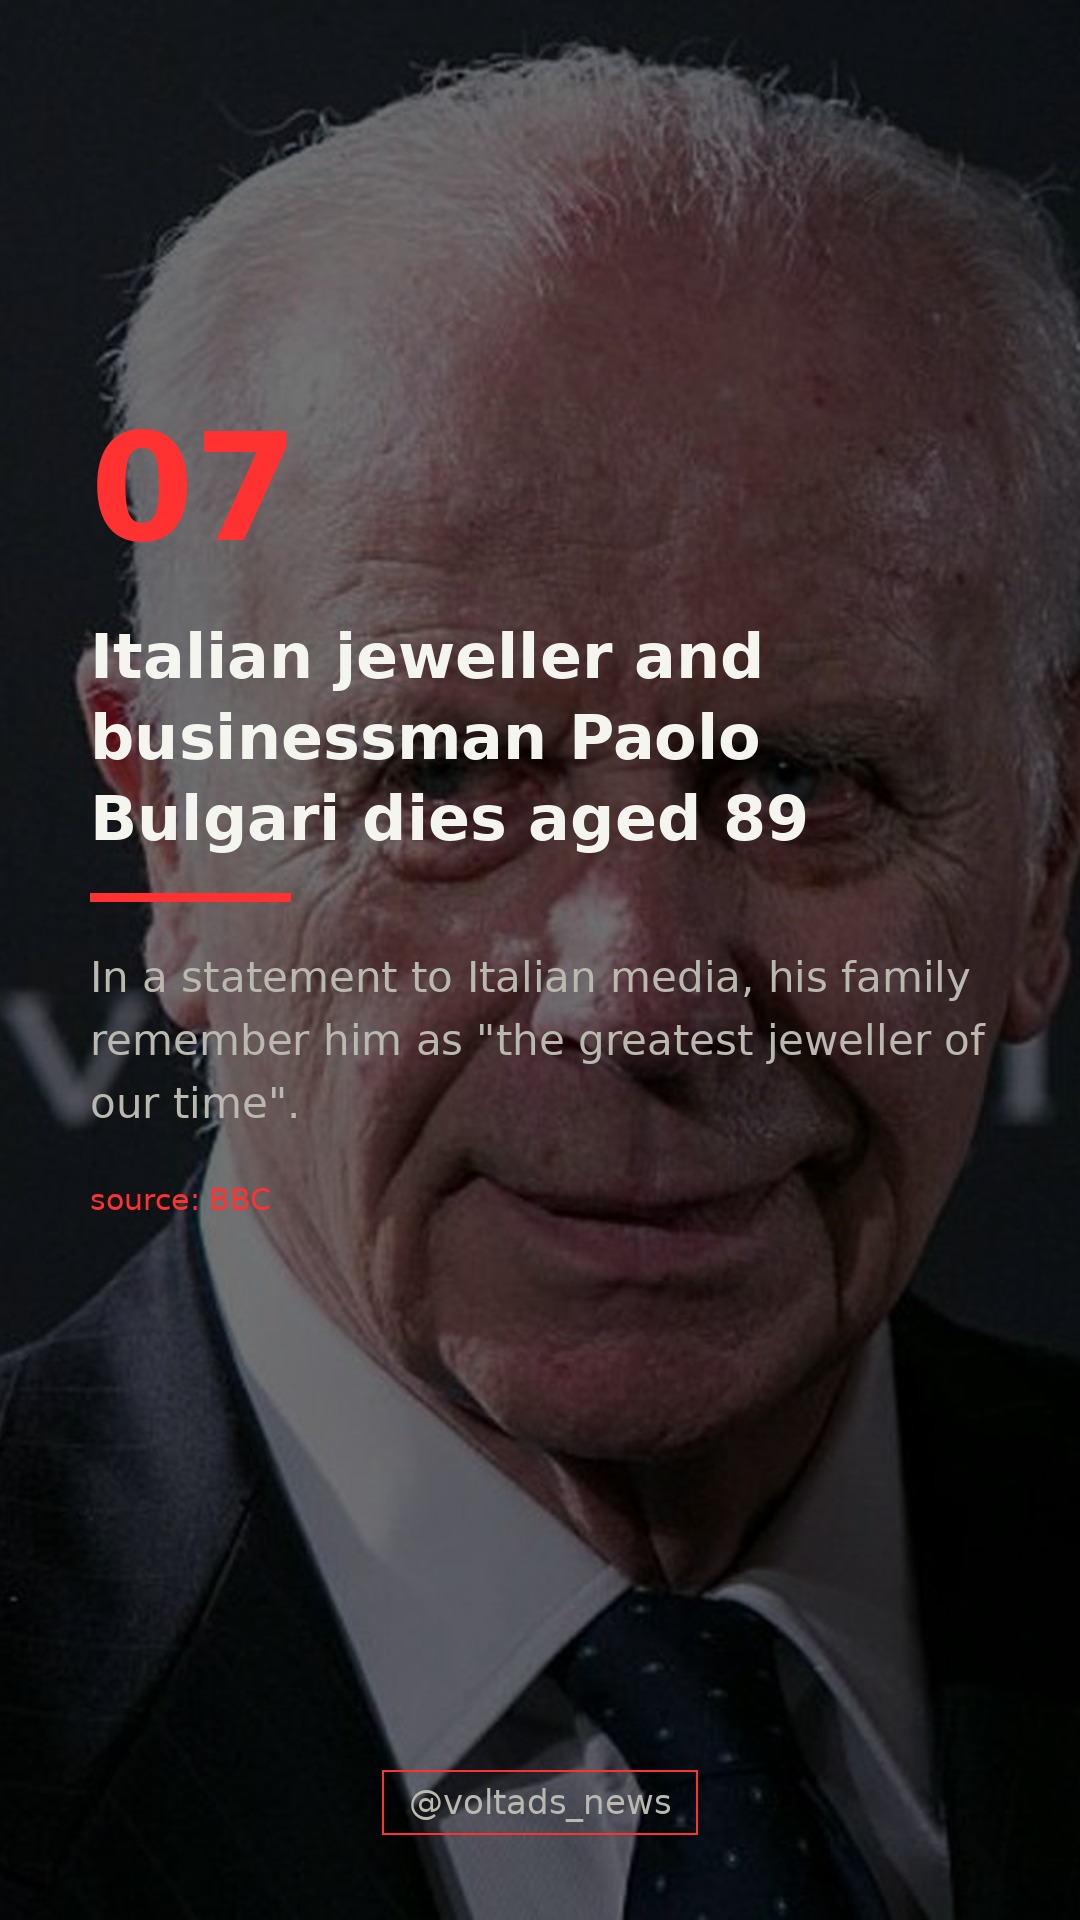 07
Italian jeweller and
businessman Paolo
Bulgari dies aged 89
In a statement to Italian media, his family
remember him as "the greatest jeweller of
our time".
source: BBC
@voltads_news